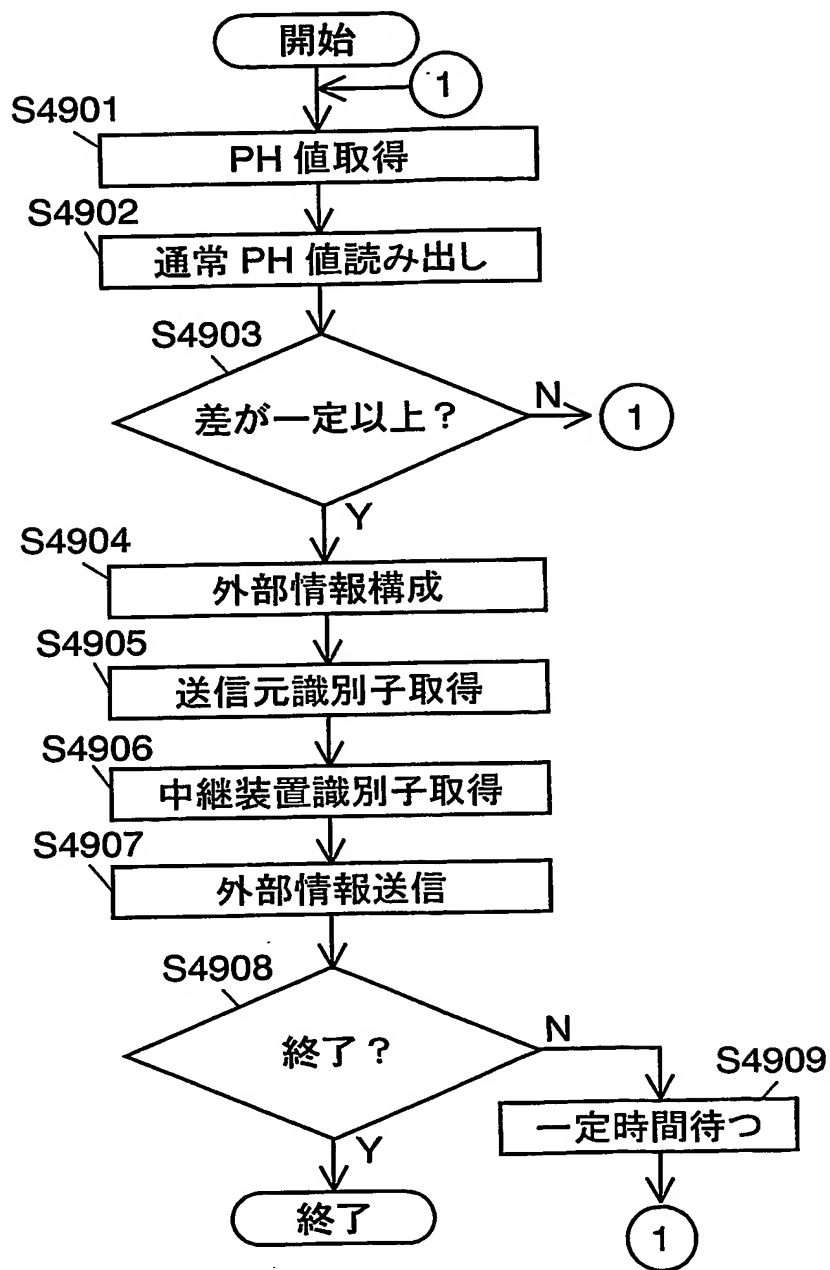 開始
1
S4901
PH 値取得
S4902
通常 PH 値読み出し
S4903
差が一定以上?
N
1
Y
S4904
外部情報構成
S4905
送信元識別子取得
S4906
中継装置識別子取得
S4907
外部情報送信
S4908
終了?
N
S4909
一定時間待つ
Y
終了
1